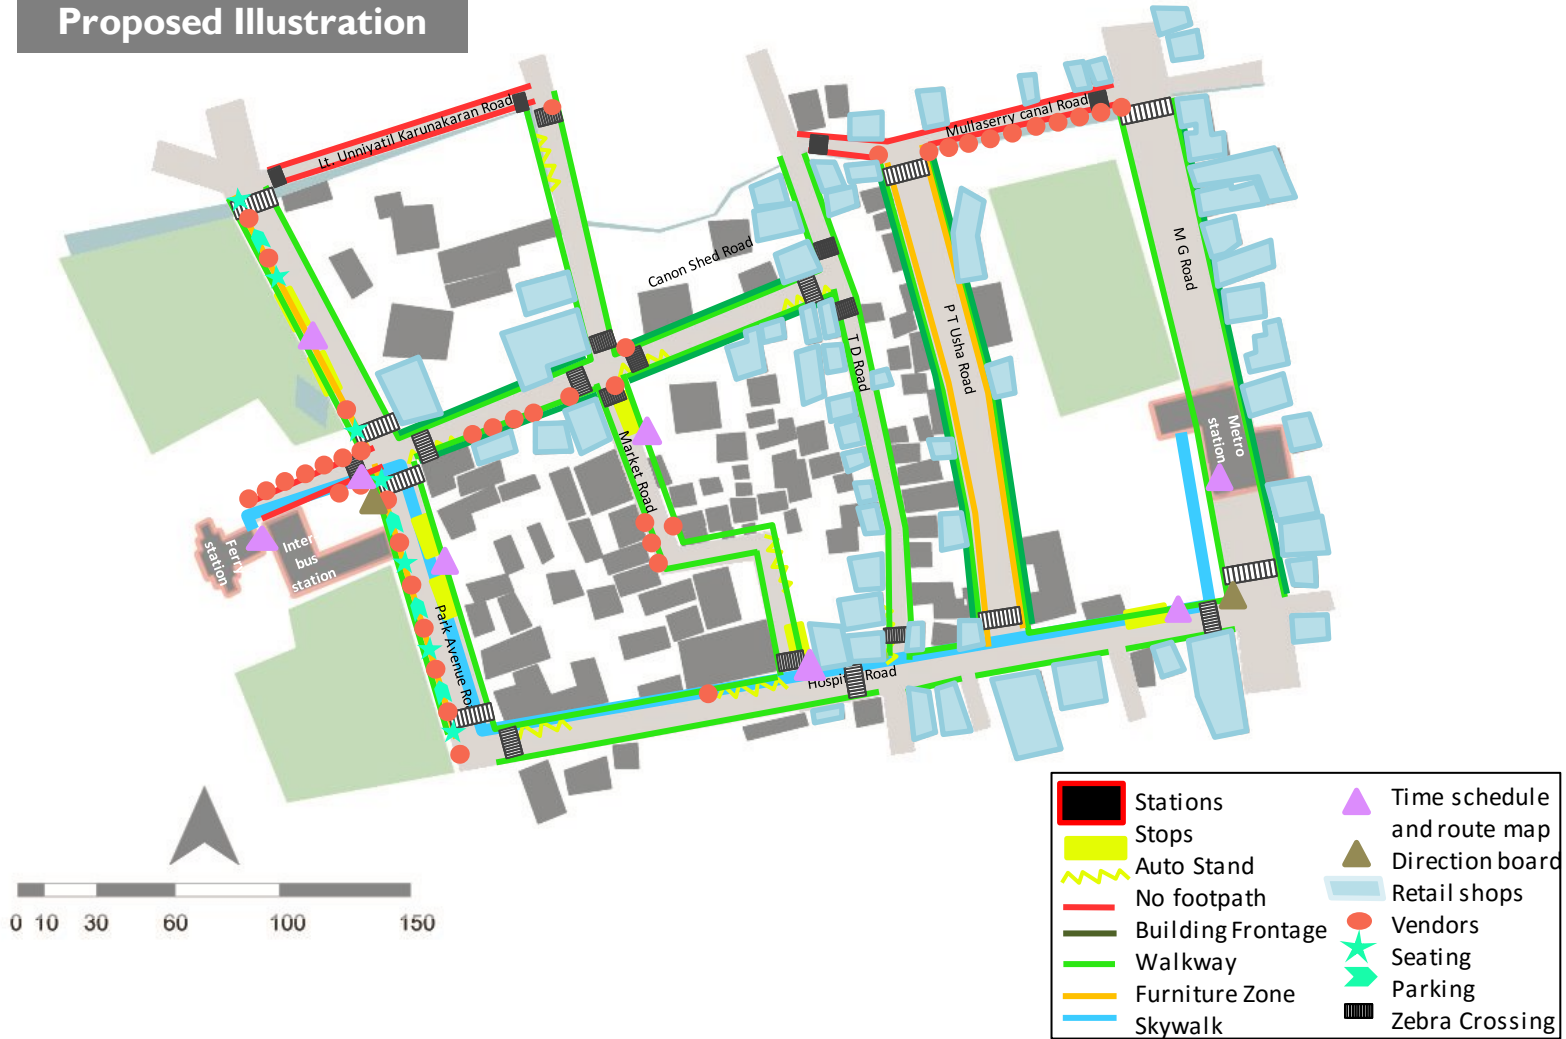 Proposed Illustration
Lt. Unniyatil Karunakaran Road
Mullaserry canal Road
Canon Shed Road
M G Road
P T Usha Road
T D Road
Market Road
Metro
station
Ferry
station
Inter
bus
station
Park Avenue Ro
Hospital Road
0 10 30 60 100 150
Stations
Stops
Auto Stand
No footpath
Building Frontage
Walkway
Furniture Zone
Skywalk
Time schedule
and route map
Direction board
Retail shops
Vendors
Seating
Parking
Zebra Crossing